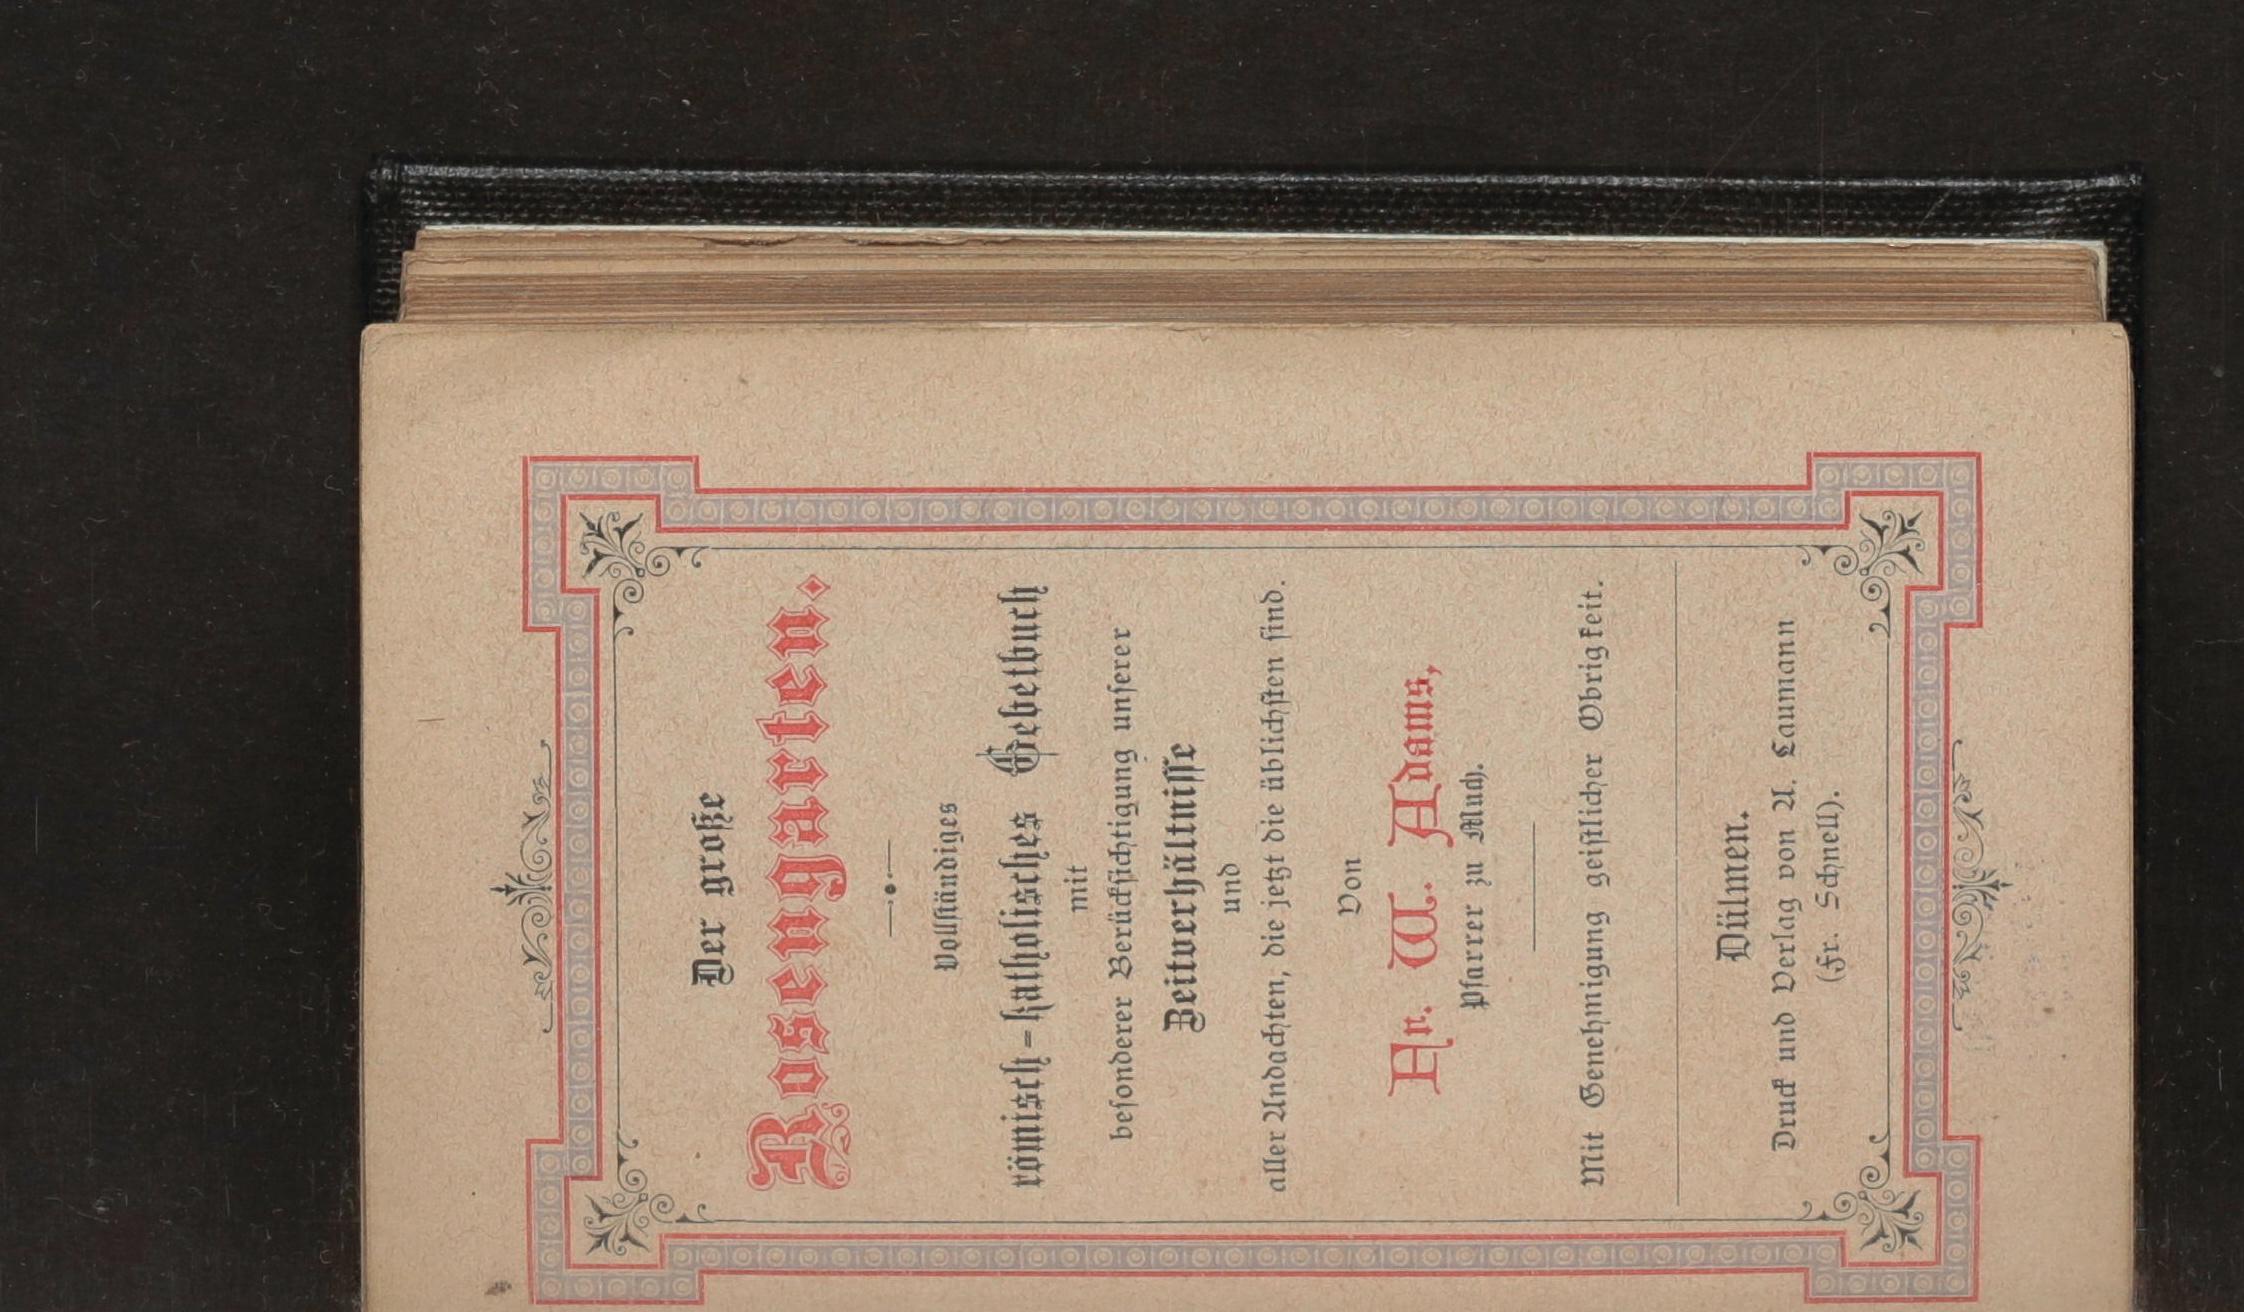 Der große
Rosengarten.
Vollständiges
römisch-katholisches Gebetbuch
mit
besonderer Berücksichtigung unserer
Zeitverhältnisse
und
aller Andachten, die jetzt die üblichsten sind.
Von
Fr. W. Adams,
Pfarrer zu Much.
Mit Genehmigung geistlicher Obrigkeit.
Dülmen.
Druck und Verlag von A. Laumann
(Fr. Schnell).